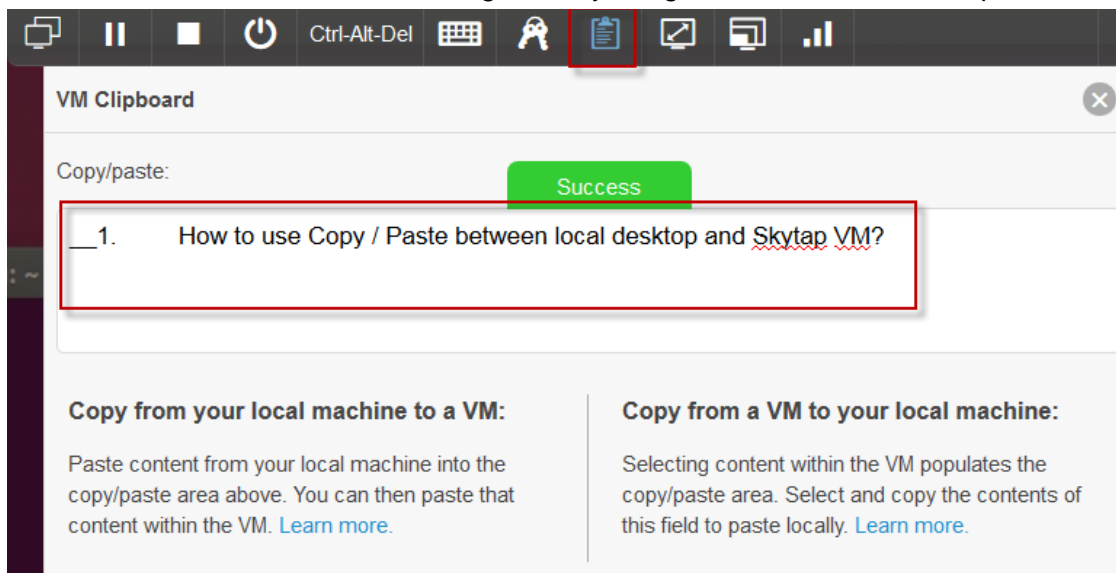 Ctrl-Alt-Del
VM Clipboard
Copy/paste:
Success
__1. How to use Copy / Paste between local desktop and Skytap VM?
: ~
Copy from your local machine to a VM:
Paste content from your local machine into the
copy/paste area above. You can then paste that
content within the VM. Learn more.
Copy from a VM to your local machine:
Selecting content within the VM populates the
copy/paste area. Select and copy the contents of
this field to paste locally. Learn more.